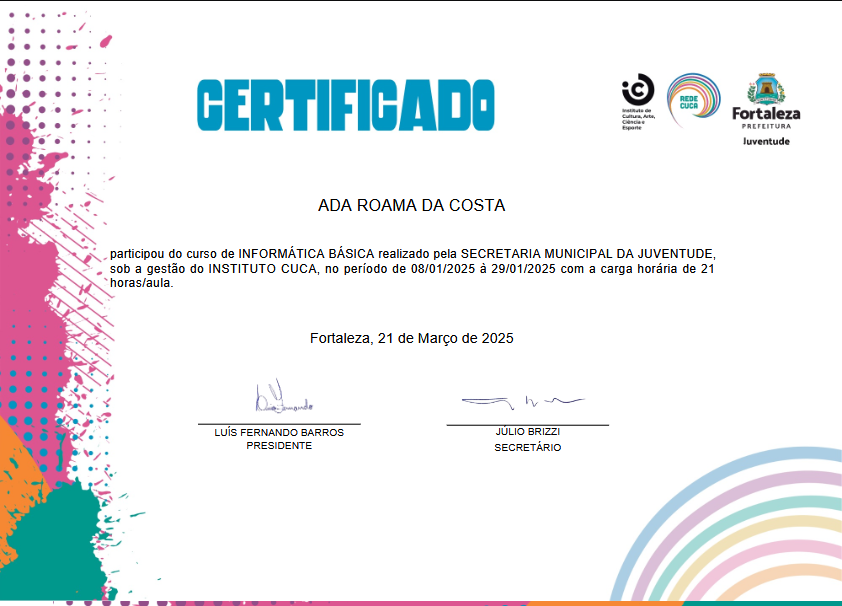 CERTIFICADO
Instituto de
Cultura, Arte,
Ciência e
Esporte
REDE
CUCA
Fortaleza
PREFEITURA
Juventude
ADA ROAMA DA COSTA
participou do curso de INFORMÁTICA BÁSICA realizado pela SECRETARIA MUNICIPAL DA JUVENTUDE,
sob a gestão do INSTITUTO CUCA, no período de 08/01/2025 à 29/01/2025 com a carga horária de 21
horas/aula.
Fortaleza, 21 de Março de 2025
LUÍS FERNANDO BARROS
PRESIDENTE
JÚLIO BRIZZI
SECRETÁRIO